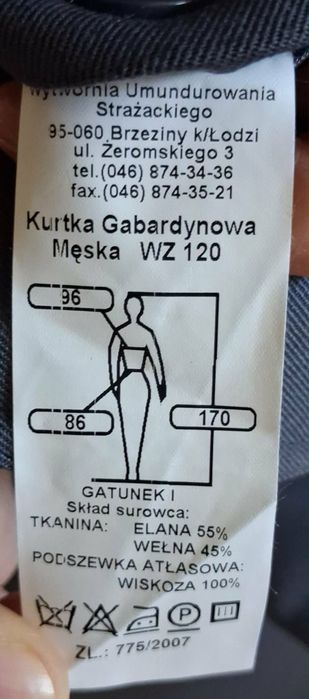 Wytwórnia Umundurowania
Strażackiego
95-060 Brzeziny k/Łodzi
ul. Żeromskiego 3
tel.(046) 874-34-36
fax.(046) 874-35-21
Kurtka Gabardynowa
Męska WZ 120
96
86
170
GATUNEK I
Skład surowca:
TKANINA: ELANA 55%
WEŁNA 45%
PODSZEWKA ATŁASOWA:
WISKOZA 100%
P
ZL.: 775/2007